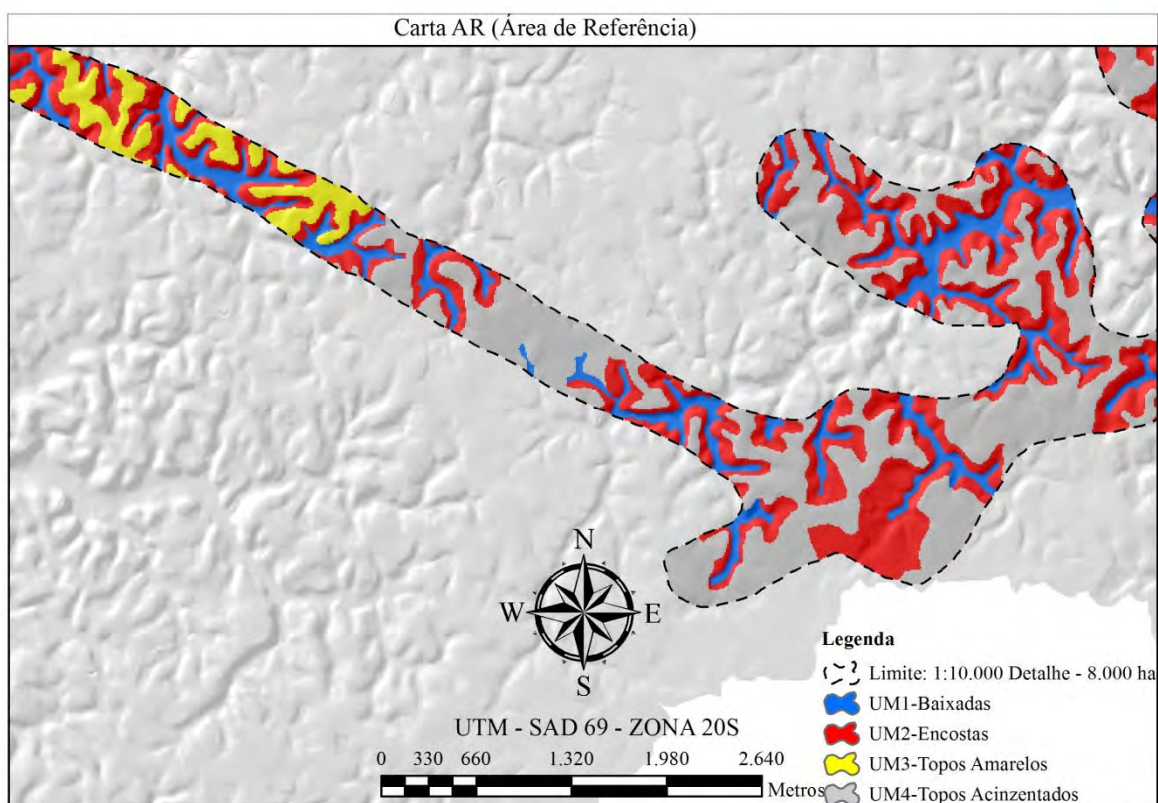 Carta AR (Área de Referência)
N
W
E
S
UTM - SAD 69 - ZONA 20S
0 330 660 1.320 1.980 2.640
Metros
Legenda
Limite: 1:10.000 Detalhe - 8.000 ha
UM1-Baixadas
UM2-Encostas
UM3-Topos Amarelos
UM4-Topos Acinzentados